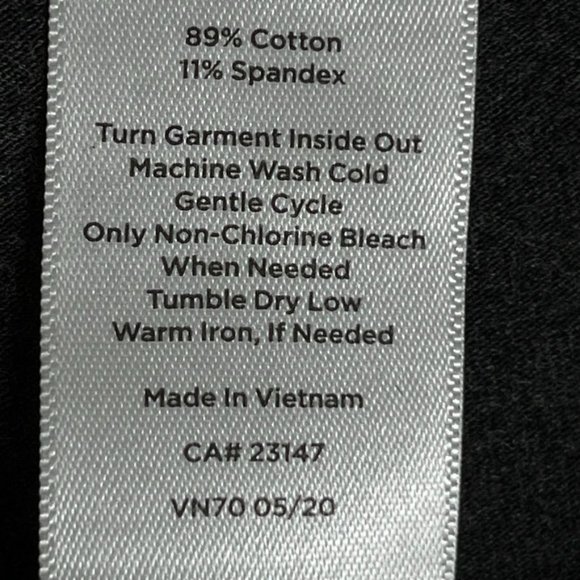 89% Cotton
11% Spandex
Turn Garment Inside Out
Machine Wash Cold
Gentle Cycle
Only Non-Chlorine Bleach
When Needed
Tumble Dry Low
Warm Iron, If Needed
Made In Vietnam
CA# 23147
VN70 05/20